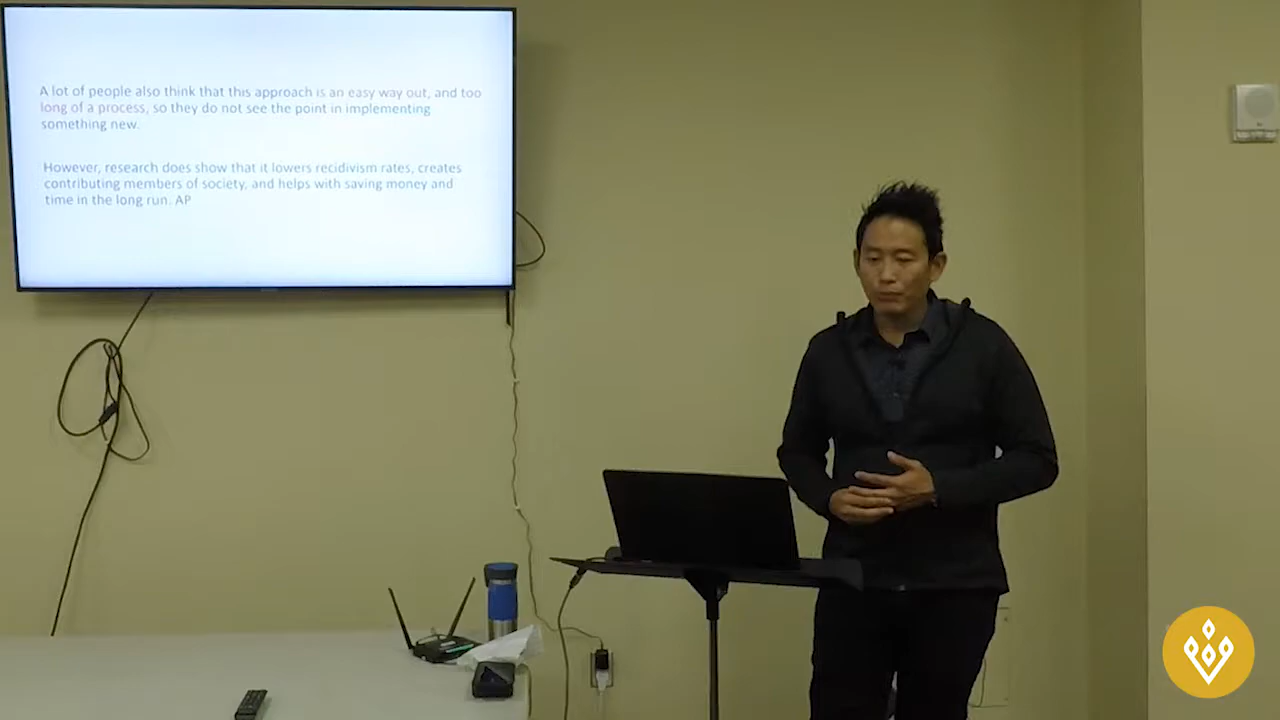 A lot of people also think that this approach is an easy way out, and too
long of a process, so they do not see the point in implementing
something new.
However, research does show that it lowers recidivism rates, creates
contributing members of society, and helps with saving money and
time in the long run. AP